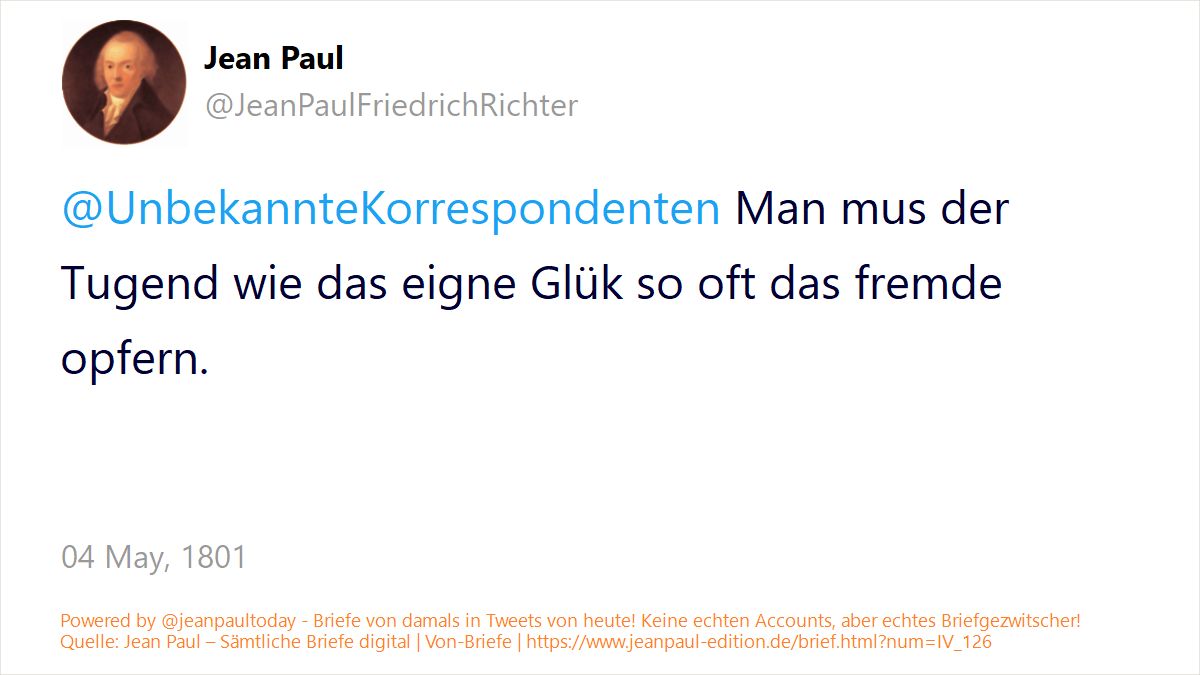 Jean Paul
@JeanPaulFriedrichRichter
@UnbekannteKorrespondenten Man mus der
Tugend wie das eigne Glük so oft das fremde
opfern.
04 May, 1801
Powered by @jeanpaultoday - Briefe von damals in Tweets von heute! Keine echten Accounts, aber echtes Briefgezwitscher!
Quelle: Jean Paul – Sämtliche Briefe digital | Von-Briefe | https://www.jeanpaul-edition.de/brief.html?num=IV_126